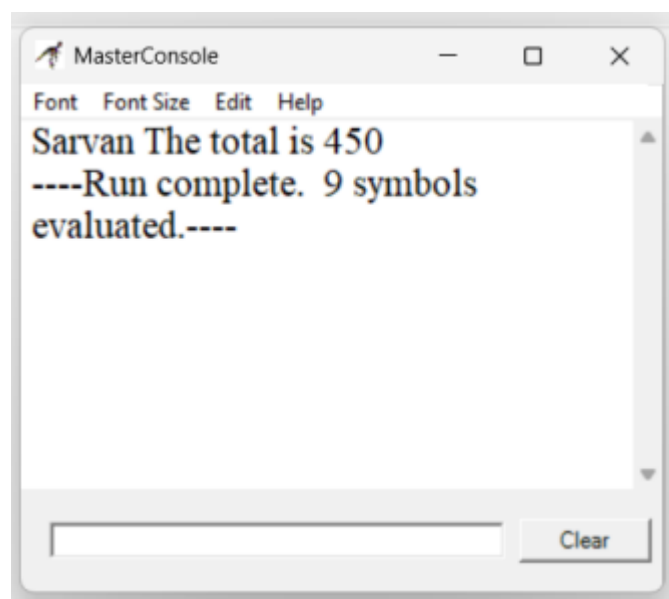 MasterConsole
Font Font Size Edit Help
Sarvan The total is 450
----Run complete.  9 symbols
evaluated.----
Clear